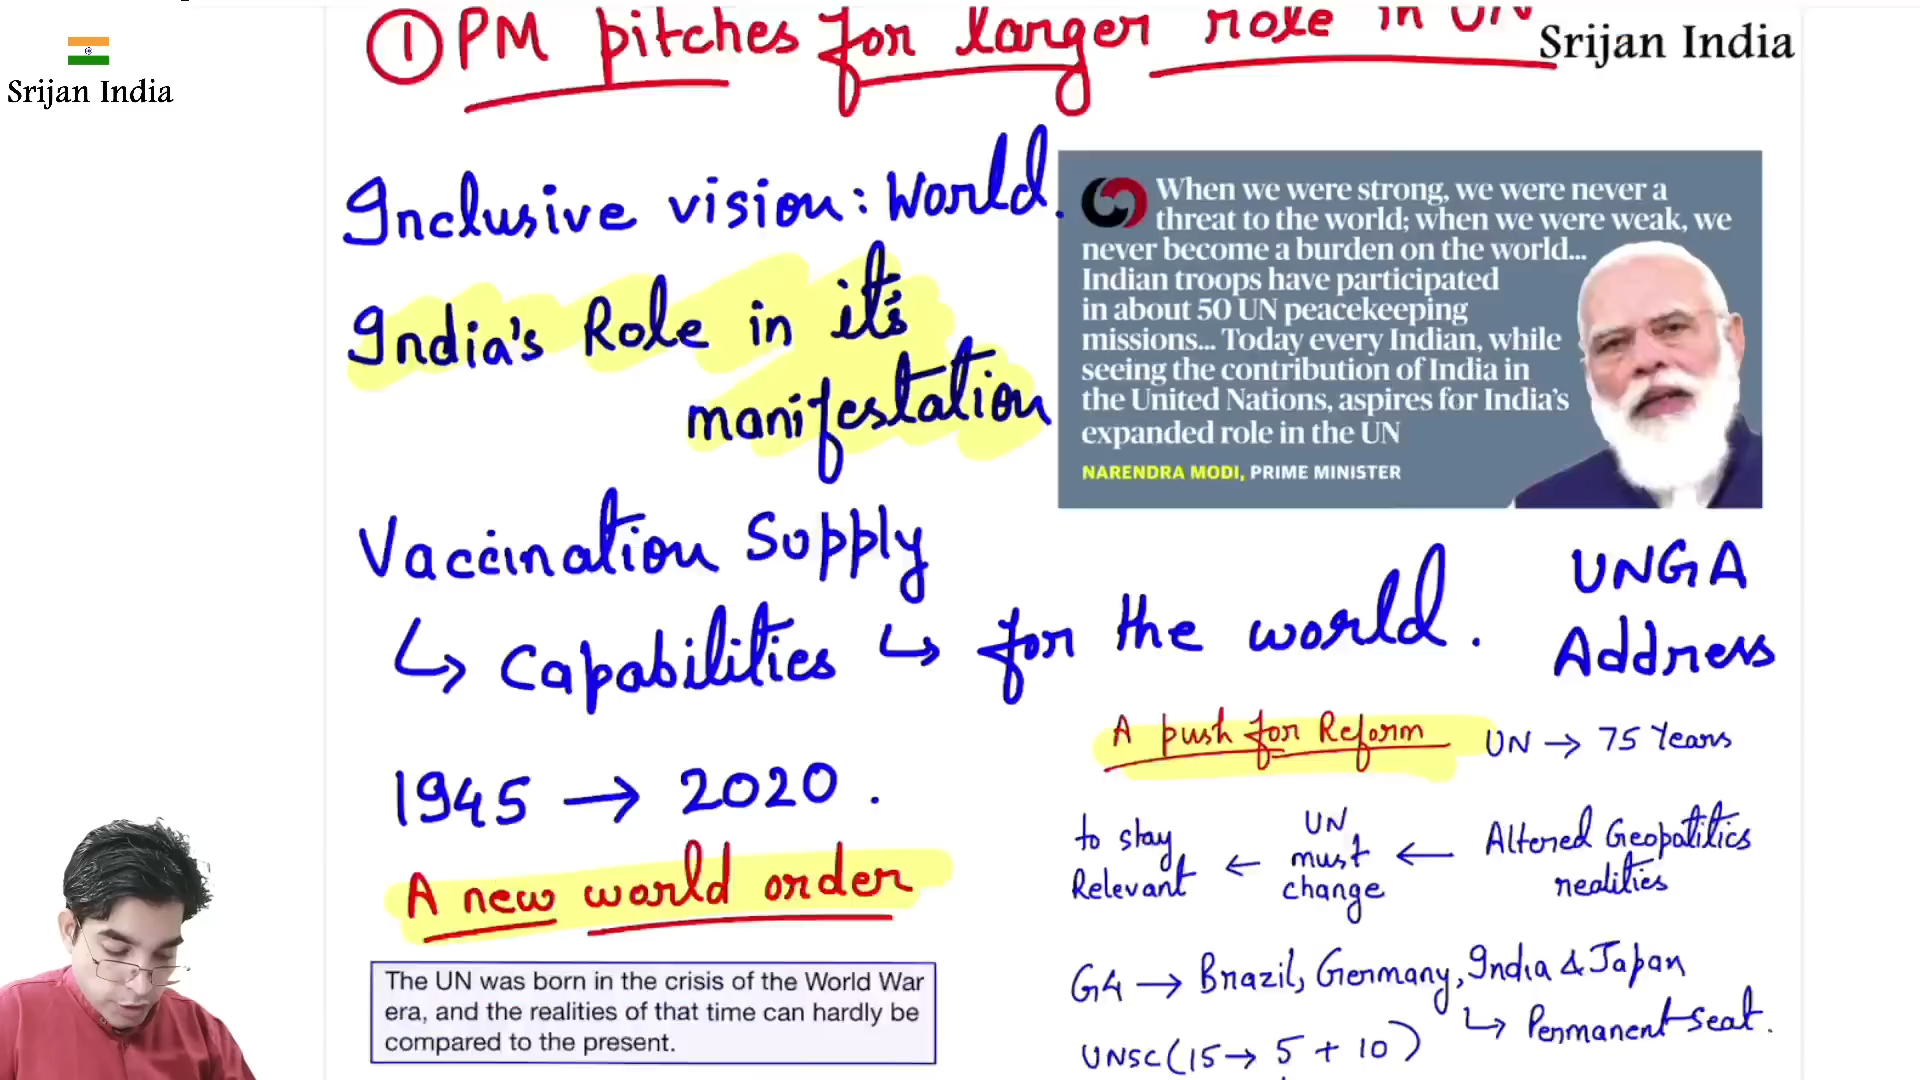 Srijan India
① PM pitches for larger role in UN
Srijan India
Inclusive vision: World.
India's Role in it's
manifestation
When we were strong, we were never a
threat to the world; when we were weak, we
never become a burden on the world...
Indian troops have participated
in about 50 UN peacekeeping
missions... Today every Indian, while
seeing the contribution of India in
the United Nations, aspires for India's
expanded role in the UN
NARENDRA MODI, PRIME MINISTER
Vaccination Supply
↳ Capabilities ↳ for the world.
UNGA
Address
1945 → 2020.
A new world order
The UN was born in the crisis of the World War
era, and the realities of that time can hardly be
compared to the present.
A push for Reform
UN → 75 Years
Altered Geopolitics
realities
← UN
must
change
← to stay
Relevant
G4 → Brazil, Germany, India & Japan
↳ Permanent seat.
UNSC (15 → 5 + 10)